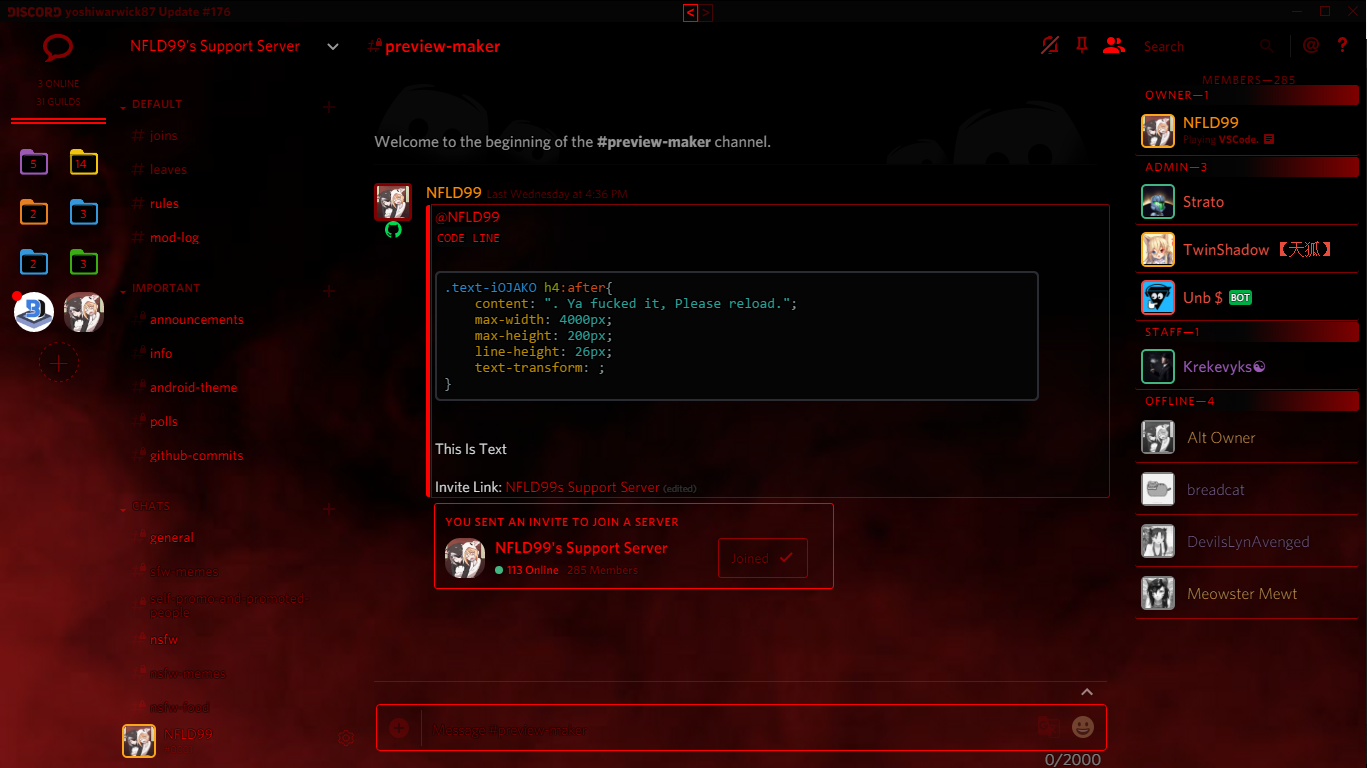 DISCORD yoshiwarwick87 Update #176
< >
3 ONLINE
31 GUILDS
5 14
2 3
2 3
NFLD99's Support Server
DEFAULT
joins
leaves
rules
mod-log
IMPORTANT
announcements
info
android-theme
polls
github-commits
CHATS
general
sfw-memes
self-promo-and-promoted-
people
nsfw
nsfw-memes
nsfw-food
NFLD99
#preview-maker
Search
@ ?
Welcome to the beginning of the #preview-maker channel.
NFLD99 Last Wednesday at 4:36 PM
@NFLD99
CODE LINE
.text-iOJAKO h4:after{
content: ". Ya fucked it, Please reload.";
max-width: 4000px;
max-height: 200px;
line-height: 26px;
text-transform: ;
}
This Is Text
Invite Link: NFLD99s Support Server (edited)
YOU SENT AN INVITE TO JOIN A SERVER
NFLD99's Support Server
113 Online 285 Members
Joined
Message #preview-maker
0/2000
MEMBERS—285
OWNER—1
NFLD99
Playing VSCode.
ADMIN—3
Strato
TwinShadow 【天狐】
Unb $ BOT
STAFF—1
Krekevyks☯
OFFLINE—4
Alt Owner
breadcat
DevilsLynAvenged
Meowster Mewt